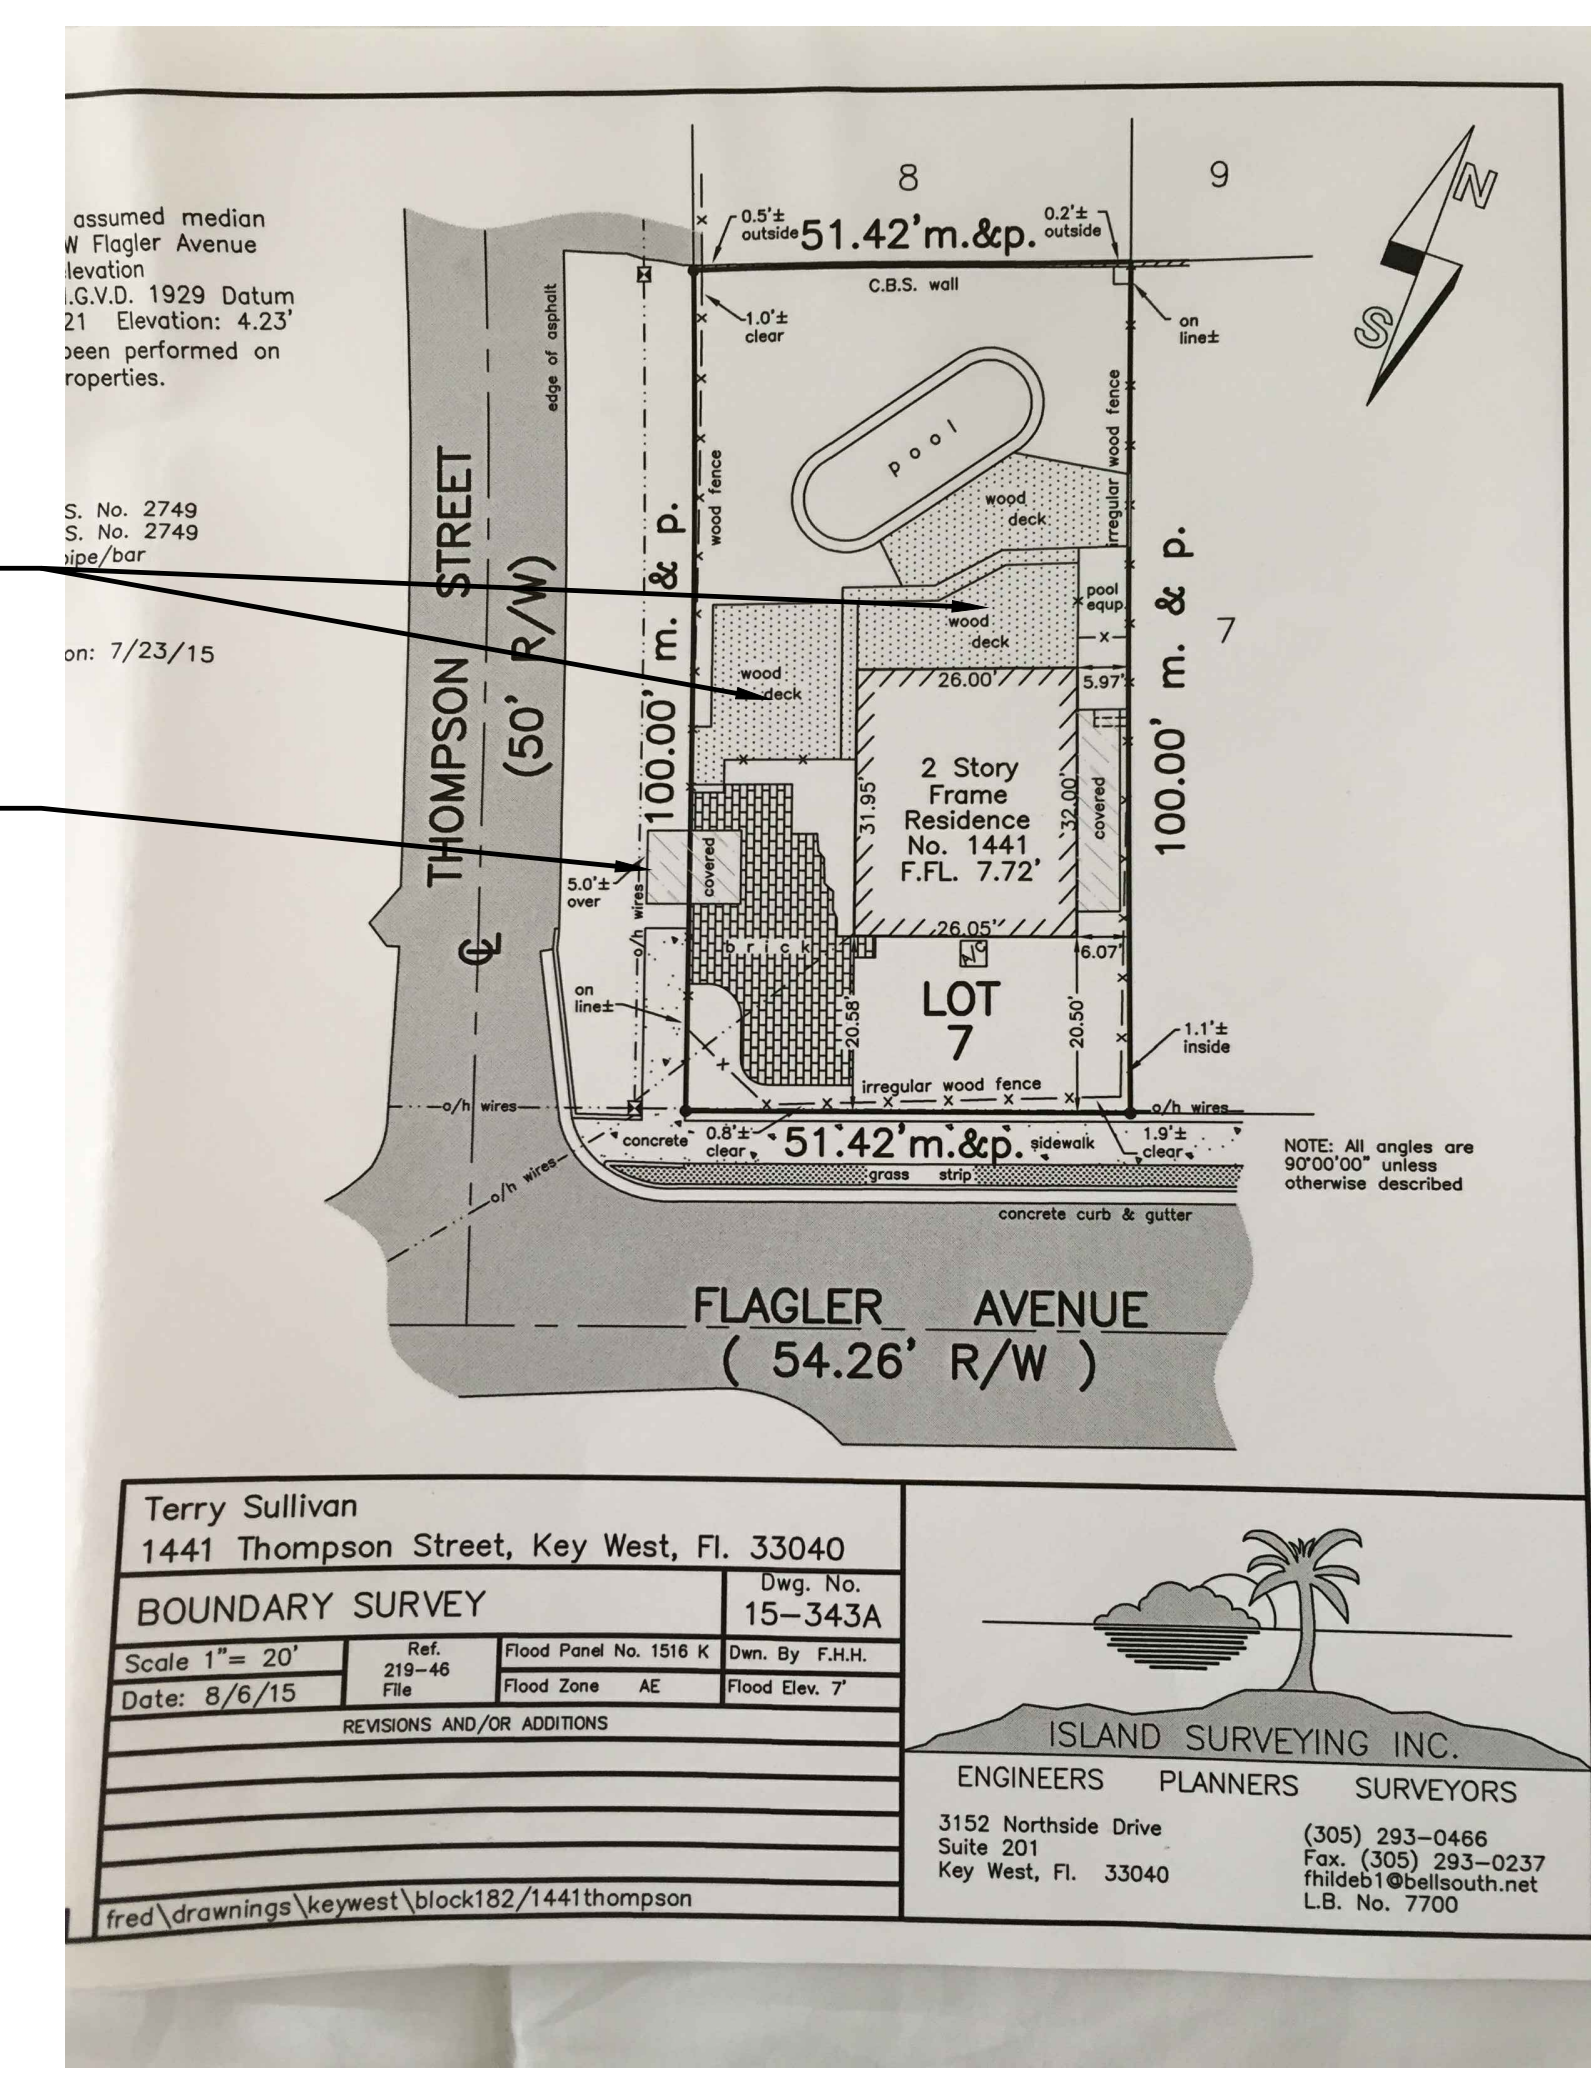 assumed median
W Flagler Avenue
levation
.G.V.D. 1929 Datum
21 Elevation: 4.23'
been performed on
roperties.
S. No. 2749
S. No. 2749
pipe/bar
on: 7/23/15
8
9
N
S
0.5'±
outside
51.42'm.&p.
0.2'±
outside
C.B.S. wall
1.0'±
clear
on
line±
edge of asphalt
wood fence
irregular wood fence
pool
wood
deck
wood
deck
wood
deck
pool
equp.
7
THOMPSON STREET
(50' R/W)
100.00' m. & p.
100.00' m. & p.
26.00'
5.97'
31.95'
32.00'
2 Story
Frame
Residence
No. 1441
F.FL. 7.72'
covered
covered
5.0'±
over
o/h wires
brick
26.05'
6.07'
A/C
℄
on
line±
LOT
7
20.58'
20.50'
1.1'±
inside
irregular wood fence
o/h wires
o/h wires
concrete
0.8'±
clear
51.42'm.&p.
sidewalk
1.9'±
clear
grass strip
o/h wires
concrete curb & gutter
NOTE: All angles are
90°00'00" unless
otherwise described
FLAGLER AVENUE
( 54.26' R/W )
Terry Sullivan
1441 Thompson Street, Key West, Fl. 33040
BOUNDARY SURVEY
Dwg. No.
15-343A
Scale 1"= 20'
Ref.
219-46
File
Flood Panel No. 1516 K
Dwn. By F.H.H.
Date: 8/6/15
Flood Zone AE
Flood Elev. 7'
REVISIONS AND/OR ADDITIONS
fred\drawnings\keywest\block182/1441thompson
ISLAND SURVEYING INC.
ENGINEERS PLANNERS SURVEYORS
3152 Northside Drive
Suite 201
Key West, Fl. 33040
(305) 293-0466
Fax. (305) 293-0237
fhildeb1@bellsouth.net
L.B. No. 7700